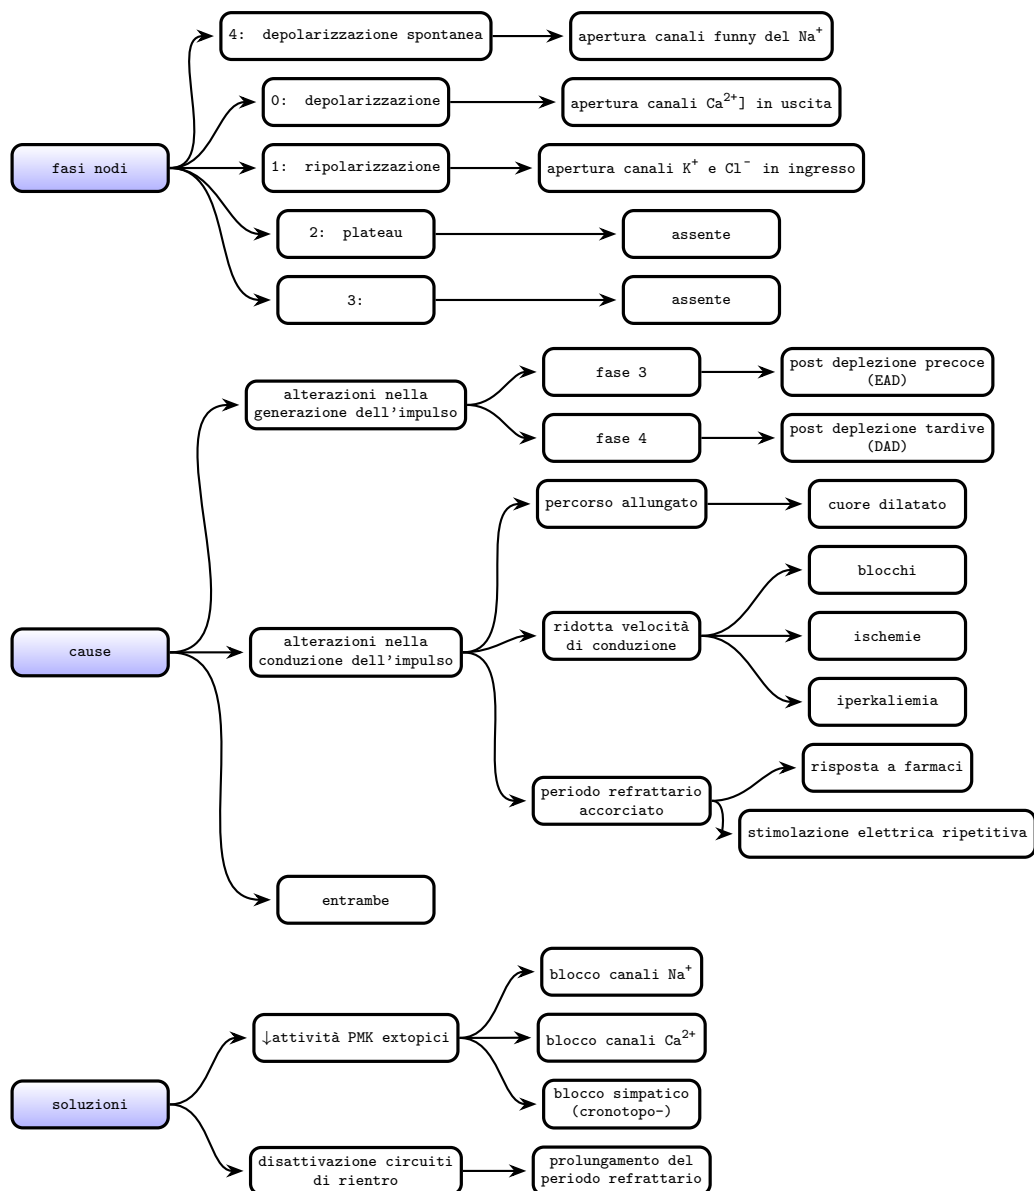 4: depolarizzazione spontanea
apertura canali funny del Na⁺
0: depolarizzazione
apertura canali Ca²⁺] in uscita
fasi nodi
1: ripolarizzazione
apertura canali K⁺ e Cl⁻ in ingresso
2: plateau
assente
3:
assente
cause
alterazioni nella
generazione dell'impulso
fase 3
post deplezione precoce
(EAD)
fase 4
post deplezione tardive
(DAD)
alterazioni nella
conduzione dell'impulso
percorso allungato
cuore dilatato
ridotta velocità
di conduzione
blocchi
ischemie
iperkaliemia
periodo refrattario
accorciato
risposta a farmaci
stimolazione elettrica ripetitiva
entrambe
soluzioni
↓attività PMK extopici
blocco canali Na⁺
blocco canali Ca²⁺
blocco simpatico
(cronotopo-)
disattivazione circuiti
di rientro
prolungamento del
periodo refrattario